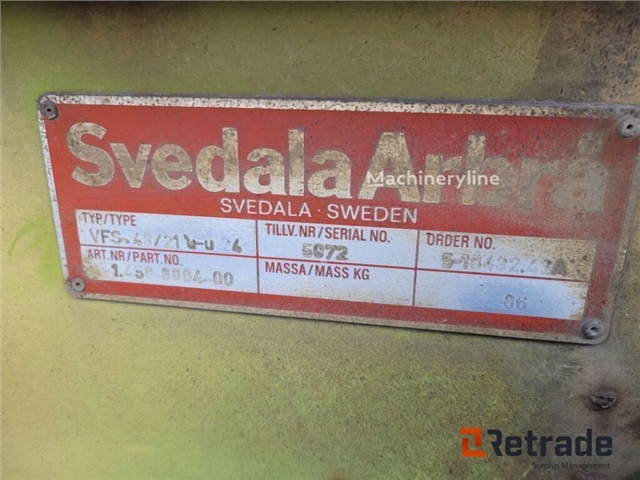 Svedala Arbrå
Machineryline
SVEDALA · SWEDEN
TYP/TYPE
TILLV.NR/SERIAL NO.
ORDER NO.
5072
ART.NR/PART.NO.
MASSA/MASS KG
86
Retrade
Surplus Management